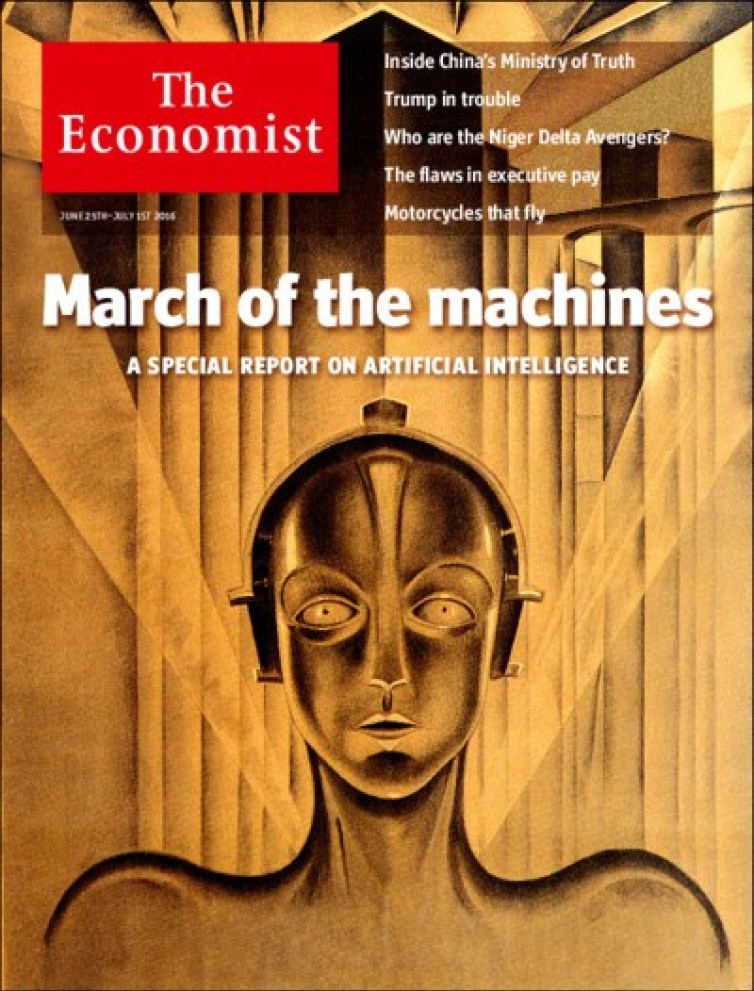 The
Economist
JUNE 25TH–JULY 1ST 2016
Inside China's Ministry of Truth
Trump in trouble
Who are the Niger Delta Avengers?
The flaws in executive pay
Motorcycles that fly
March of the machines
A SPECIAL REPORT ON ARTIFICIAL INTELLIGENCE